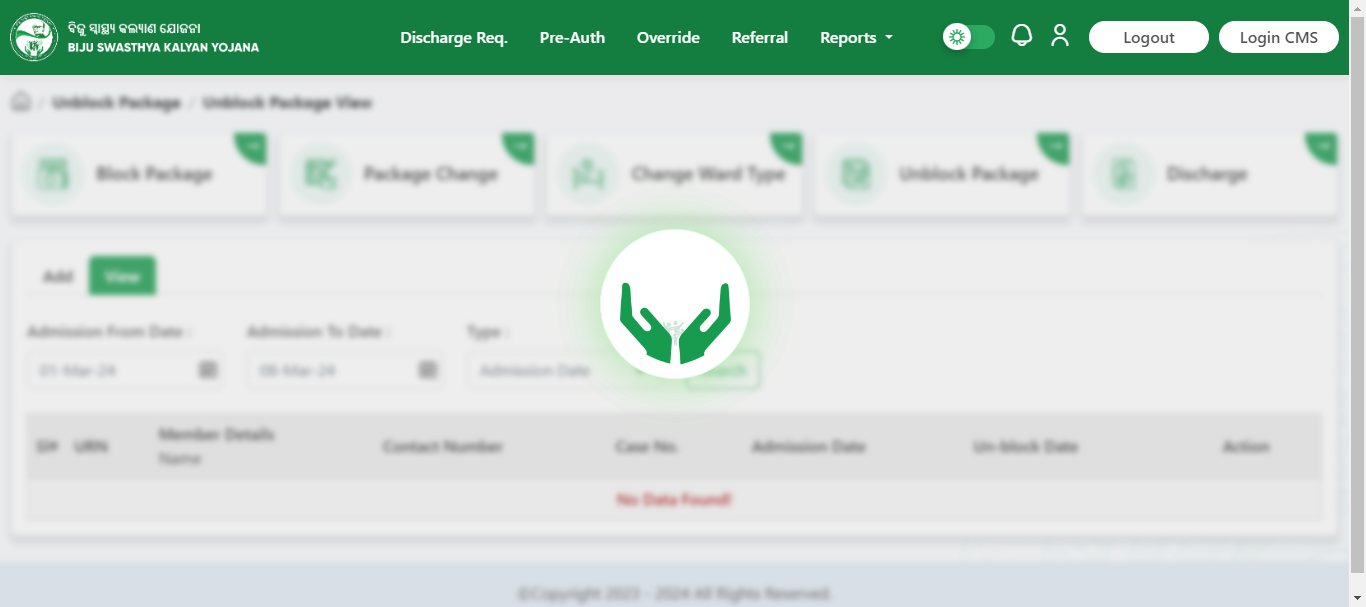 ବିଜୁ ସ୍ୱାସ୍ଥ୍ୟ କଲ୍ୟାଣ ଯୋଜନା
BIJU SWASTHYA KALYAN YOJANA
Discharge Req. Pre-Auth Override Referral Reports Logout Login CMS
/ Unblock Package / Unblock Package View
Block Package Package Change Change Ward Type Unblock Package Discharge
Add View
Admission From Date : Admission To Date : Type :
01-Mar-24 08-Mar-24 Admission Date
Sl# URN Member Details Contact Number Case No. Admission Date Un-block Date Action
Name
No Data Found!
©Copyright 2023 - 2024 All Rights Reserved.